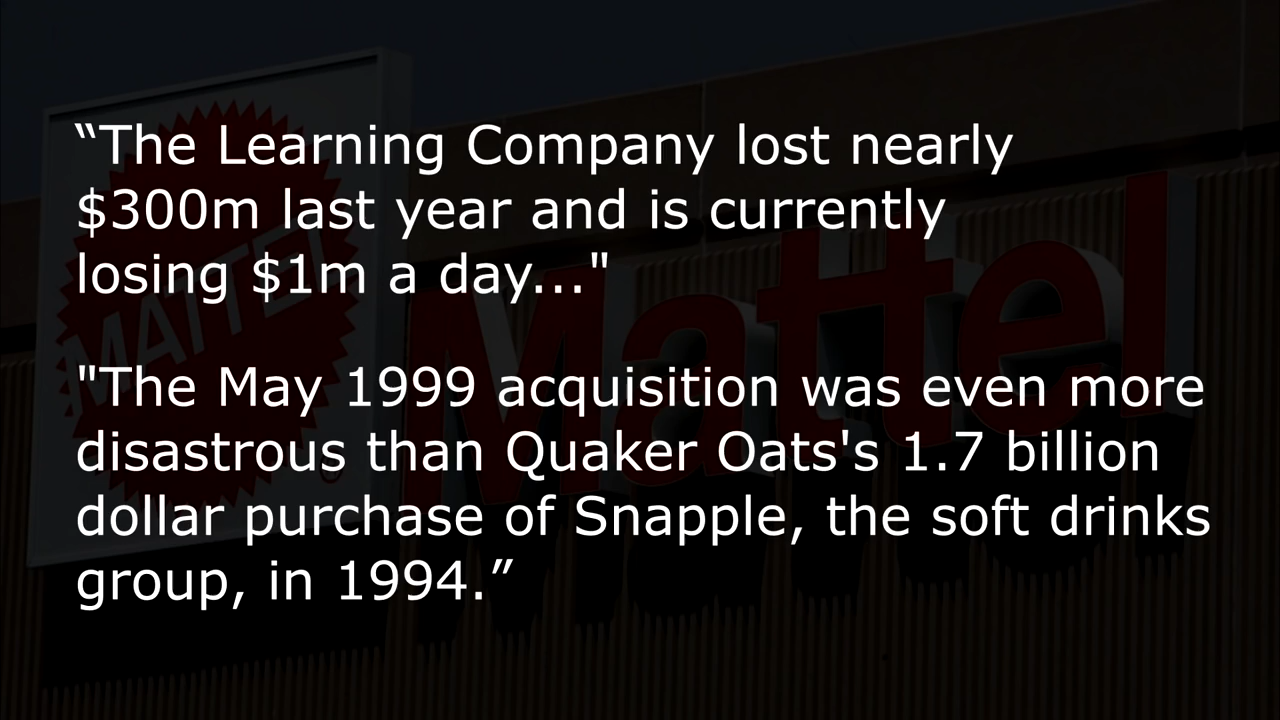 “The Learning Company lost nearly
$300m last year and is currently
losing $1m a day..."
"The May 1999 acquisition was even more
disastrous than Quaker Oats's 1.7 billion
dollar purchase of Snapple, the soft drinks
group, in 1994.”
MATTEL
Mattel